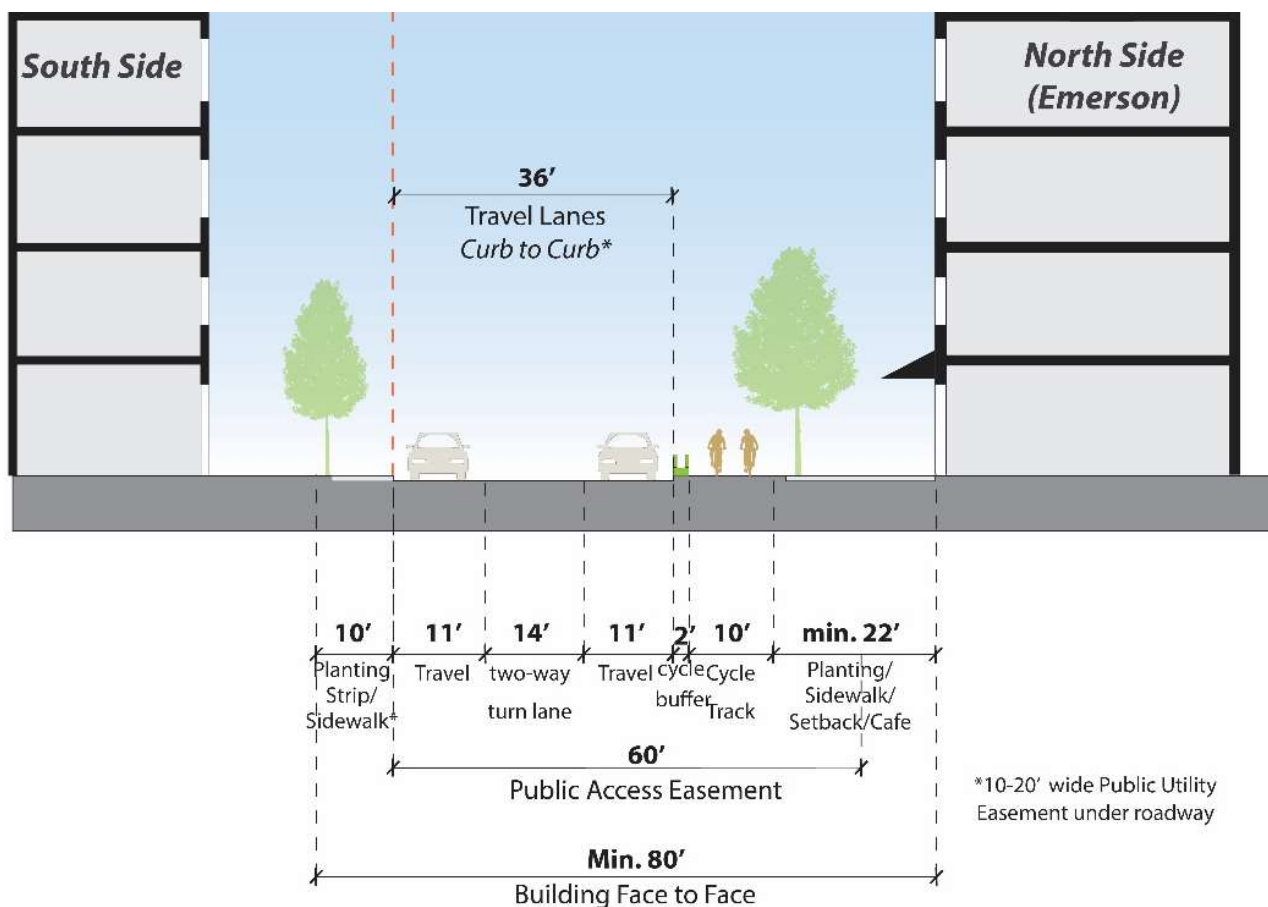 South Side
North Side
(Emerson)
36’
Travel Lanes
Curb to Curb*
10’
11’
14’
11’
2’
10’
min. 22’
Planting
Strip/
Sidewalk*
Travel
two-way
turn lane
Travel
cycle
buffer
Cycle
Track
Planting/
Sidewalk/
Setback/Cafe
60’
Public Access Easement
*10-20’ wide Public Utility
Easement under roadway
Min. 80’
Building Face to Face